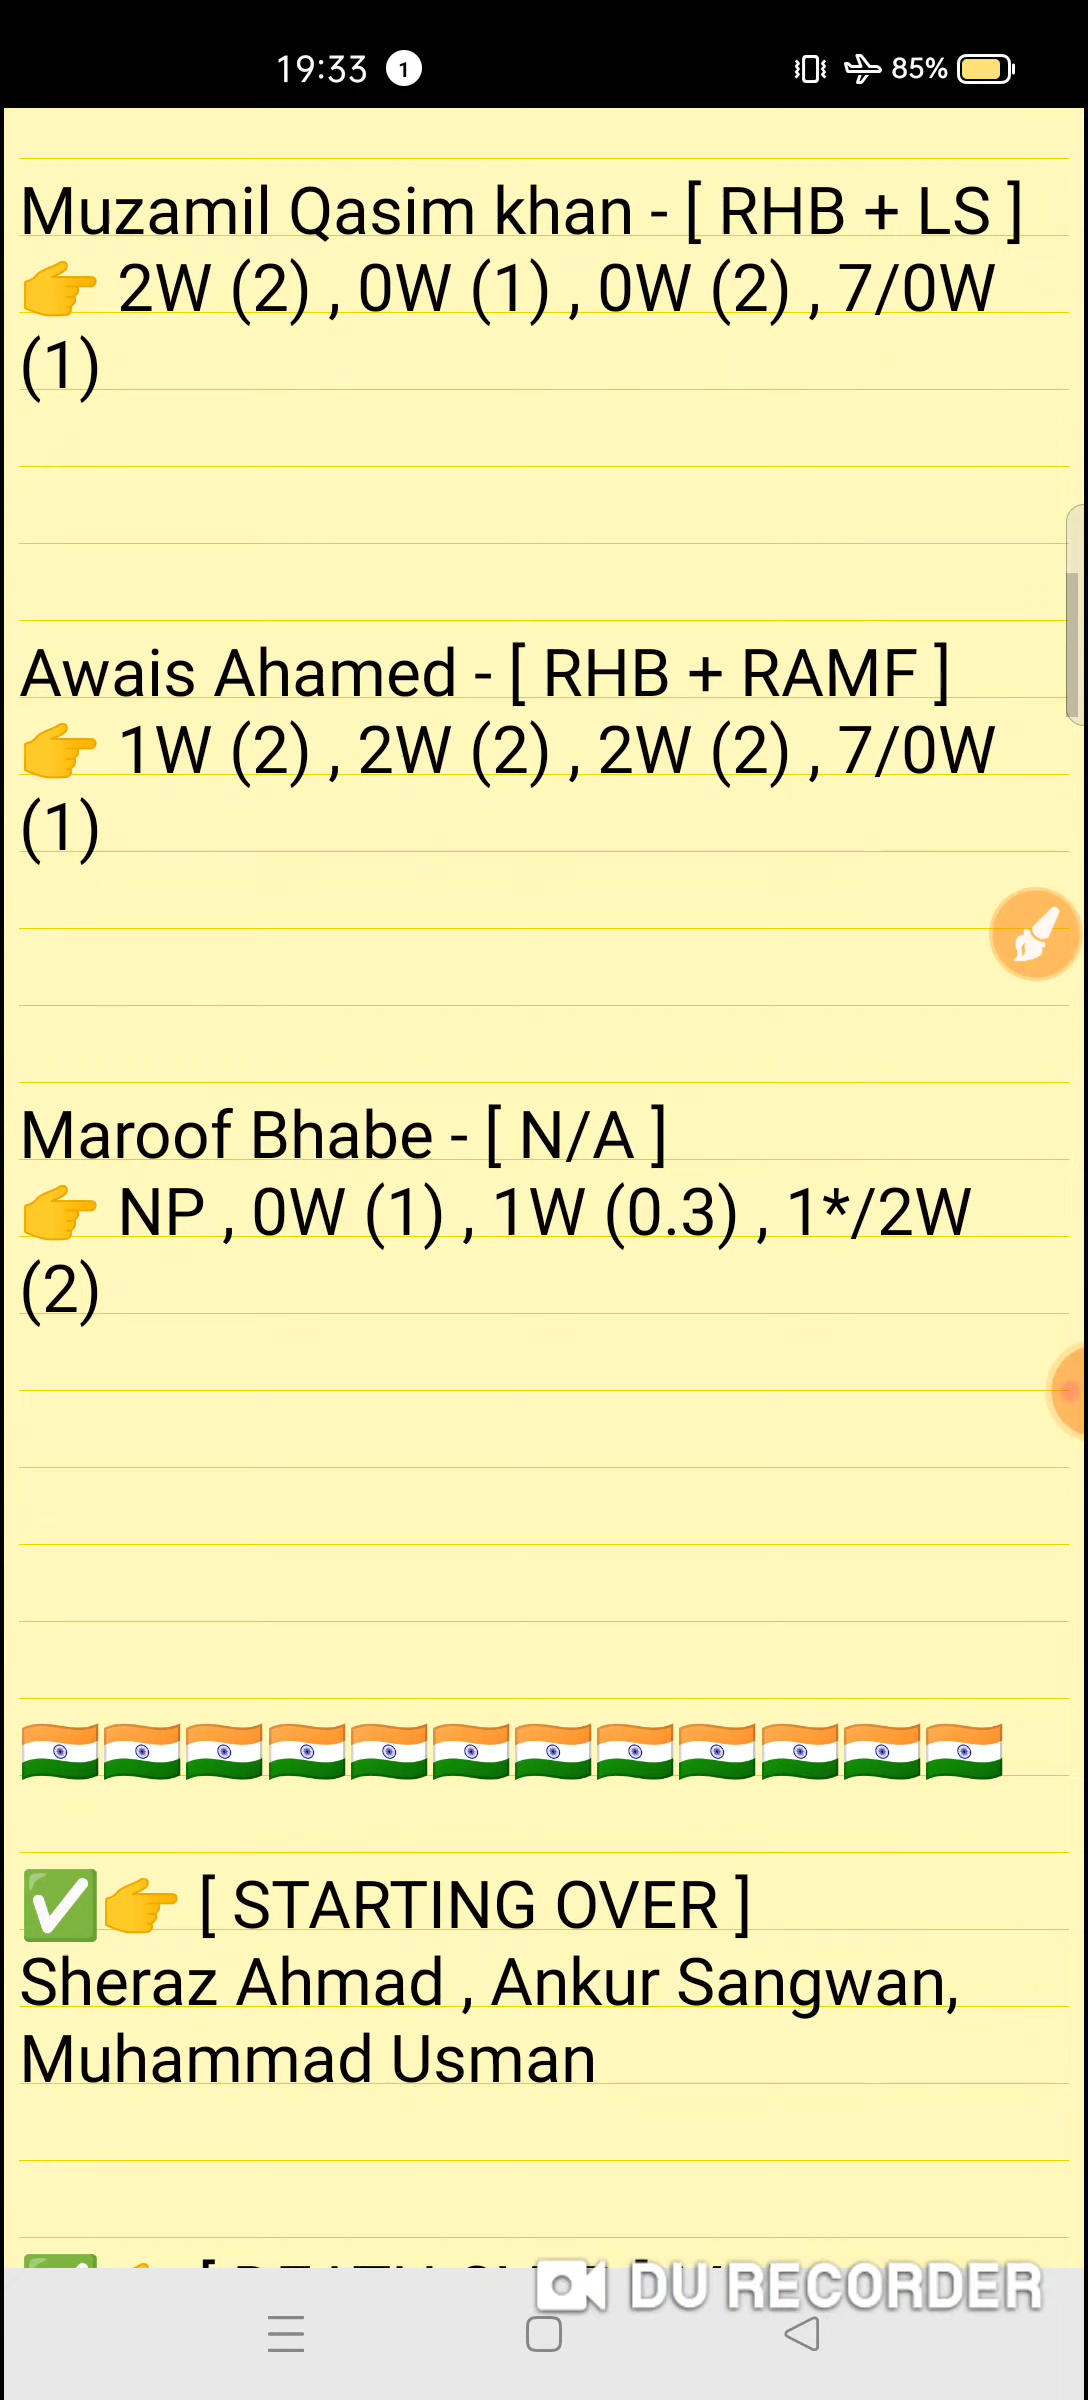 19:33 1 85%
Muzamil Qasim khan - [ RHB + LS ]
👉 2W (2) , 0W (1) , 0W (2) , 7/0W
(1)
Awais Ahamed - [ RHB + RAMF ]
👉 1W (2) , 2W (2) , 2W (2) , 7/0W
(1)
Maroof Bhabe - [ N/A ]
👉 NP , 0W (1) , 1W (0.3) , 1*/2W
(2)
🇮🇳🇮🇳🇮🇳🇮🇳🇮🇳🇮🇳🇮🇳🇮🇳🇮🇳🇮🇳🇮🇳🇮🇳
✅👉 [ STARTING OVER ]
Sheraz Ahmad , Ankur Sangwan,
Muhammad Usman
DU RECORDER